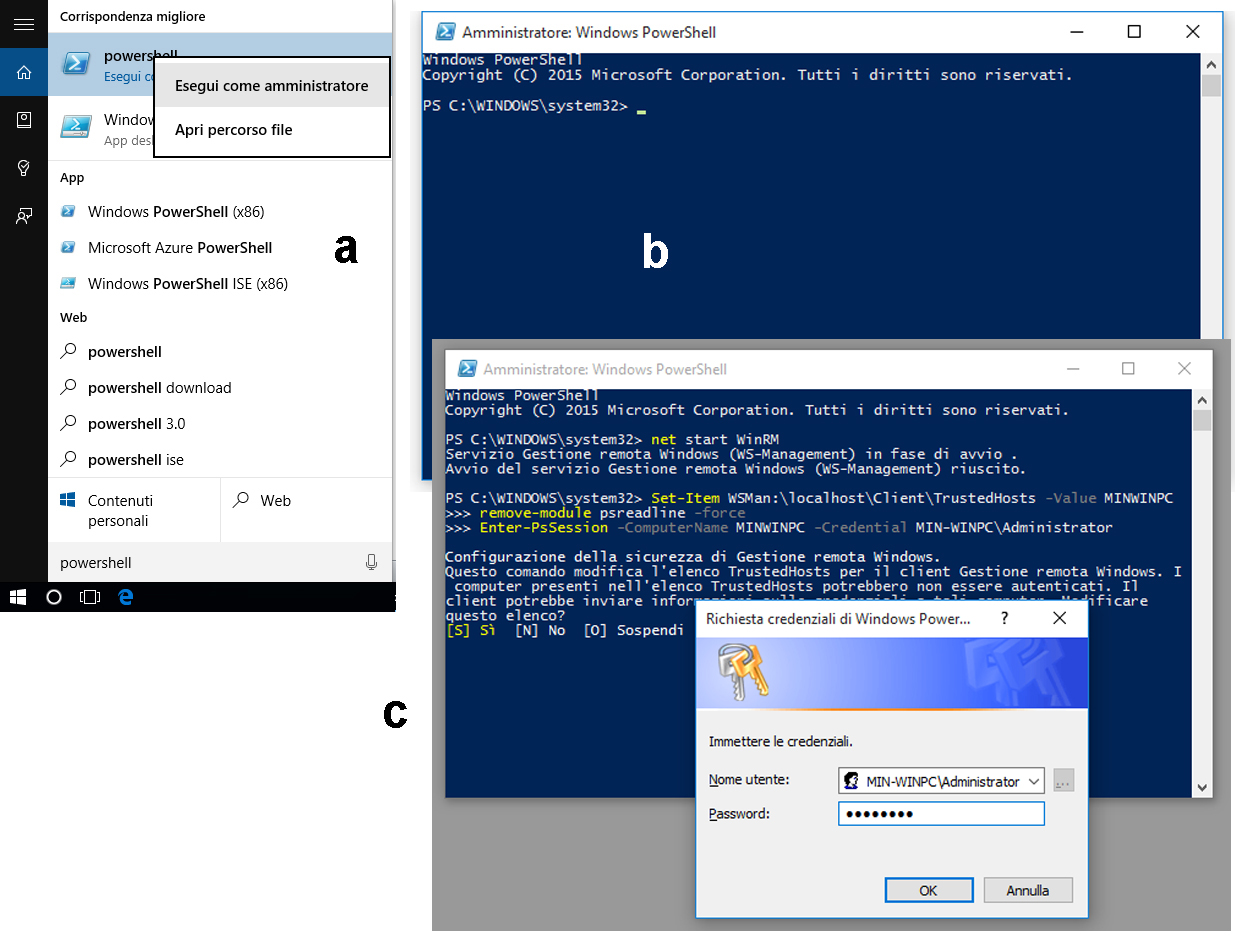 Corrispondenza migliore
powershell
Esegui
Esegui come amministratore
Window
App
Apri percorso file
App
Windows PowerShell (x86)
Microsoft Azure PowerShell
Windows PowerShell ISE (x86)
a
Web
powershell
powershell download
powershell 3.0
powershell ise
Contenuti
personali
Web
powershell
Amministratore: Windows PowerShell
Windows PowerShell
Copyright (C) 2015 Microsoft Corporation. Tutti i diritti sono riservati.
PS C:\WINDOWS\system32> _
b
Amministratore: Windows PowerShell
Windows PowerShell
Copyright (C) 2015 Microsoft Corporation. Tutti i diritti sono riservati.
PS C:\WINDOWS\system32> net start WinRM
Servizio Gestione remota Windows (WS-Management) in fase di avvio .
Avvio del servizio Gestione remota Windows (WS-Management) riuscito.
PS C:\WINDOWS\system32> Set-Item WSMan:\localhost\Client\TrustedHosts -Value MINWINPC
>>> remove-module psreadline -force
>>> Enter-PsSession -ComputerName MINWINPC -Credential MIN-WINPC\Administrator
Configurazione della sicurezza di Gestione remota Windows.
Questo comando modifica l'elenco TrustedHosts per il client Gestione remota Windows. I
computer presenti nell'elenco TrustedHosts potrebbero non essere autenticati. Il
client potrebbe inviare informazioni sulle credenziali a tali computer. Modificare
questo elenco?
[S] Sì [N] No [O] Sospendi
c
Richiesta credenziali di Windows Power...
?
Immettere le credenziali.
Nome utente:
MIN-WINPC\Administrator
...
Password:
••••••••
OK
Annulla